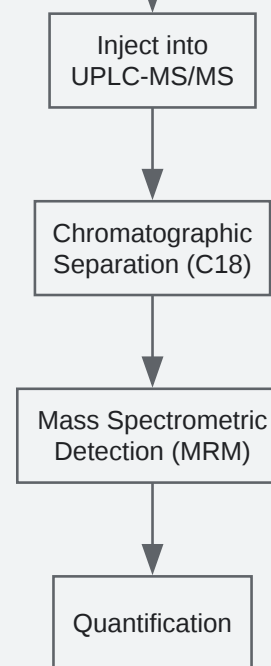 Inject into
UPLC-MS/MS
Chromatographic
Separation (C18)
Mass Spectrometric
Detection (MRM)
Quantification